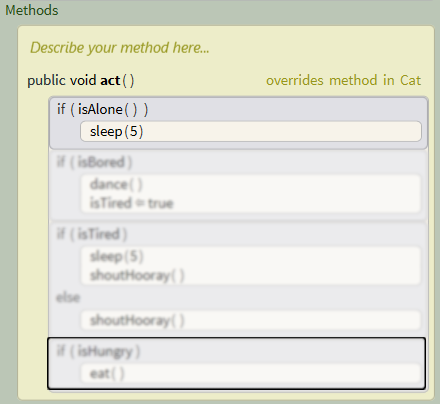 Methods
Describe your method here...
public void act()    overrides method in Cat
if ( isAlone() )
sleep(5)
if ( isBored )
dance()
isTired ⇐ true
if ( isTired )
sleep(5)
shoutHooray()
else
shoutHooray()
if ( isHungry )
eat()